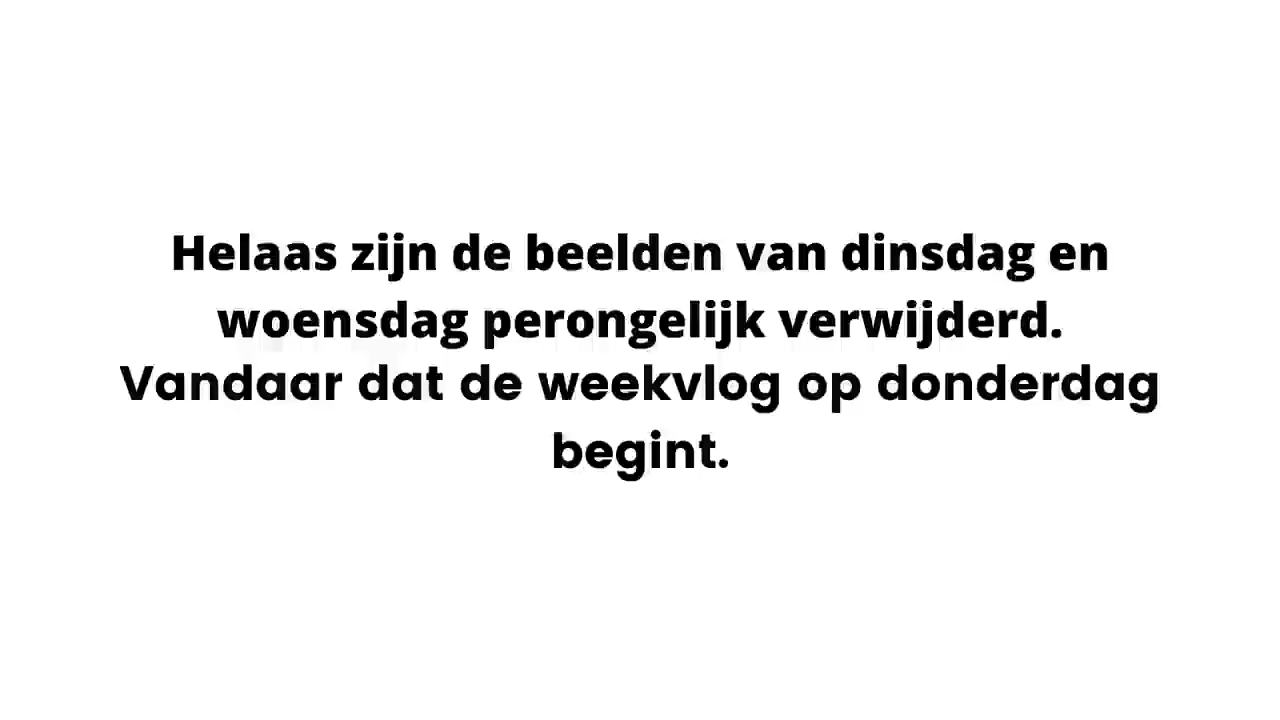 Helaas zijn de beelden van dinsdag en
woensdag perongelijk verwijderd.
Vandaar dat de weekvlog op donderdag
begint.